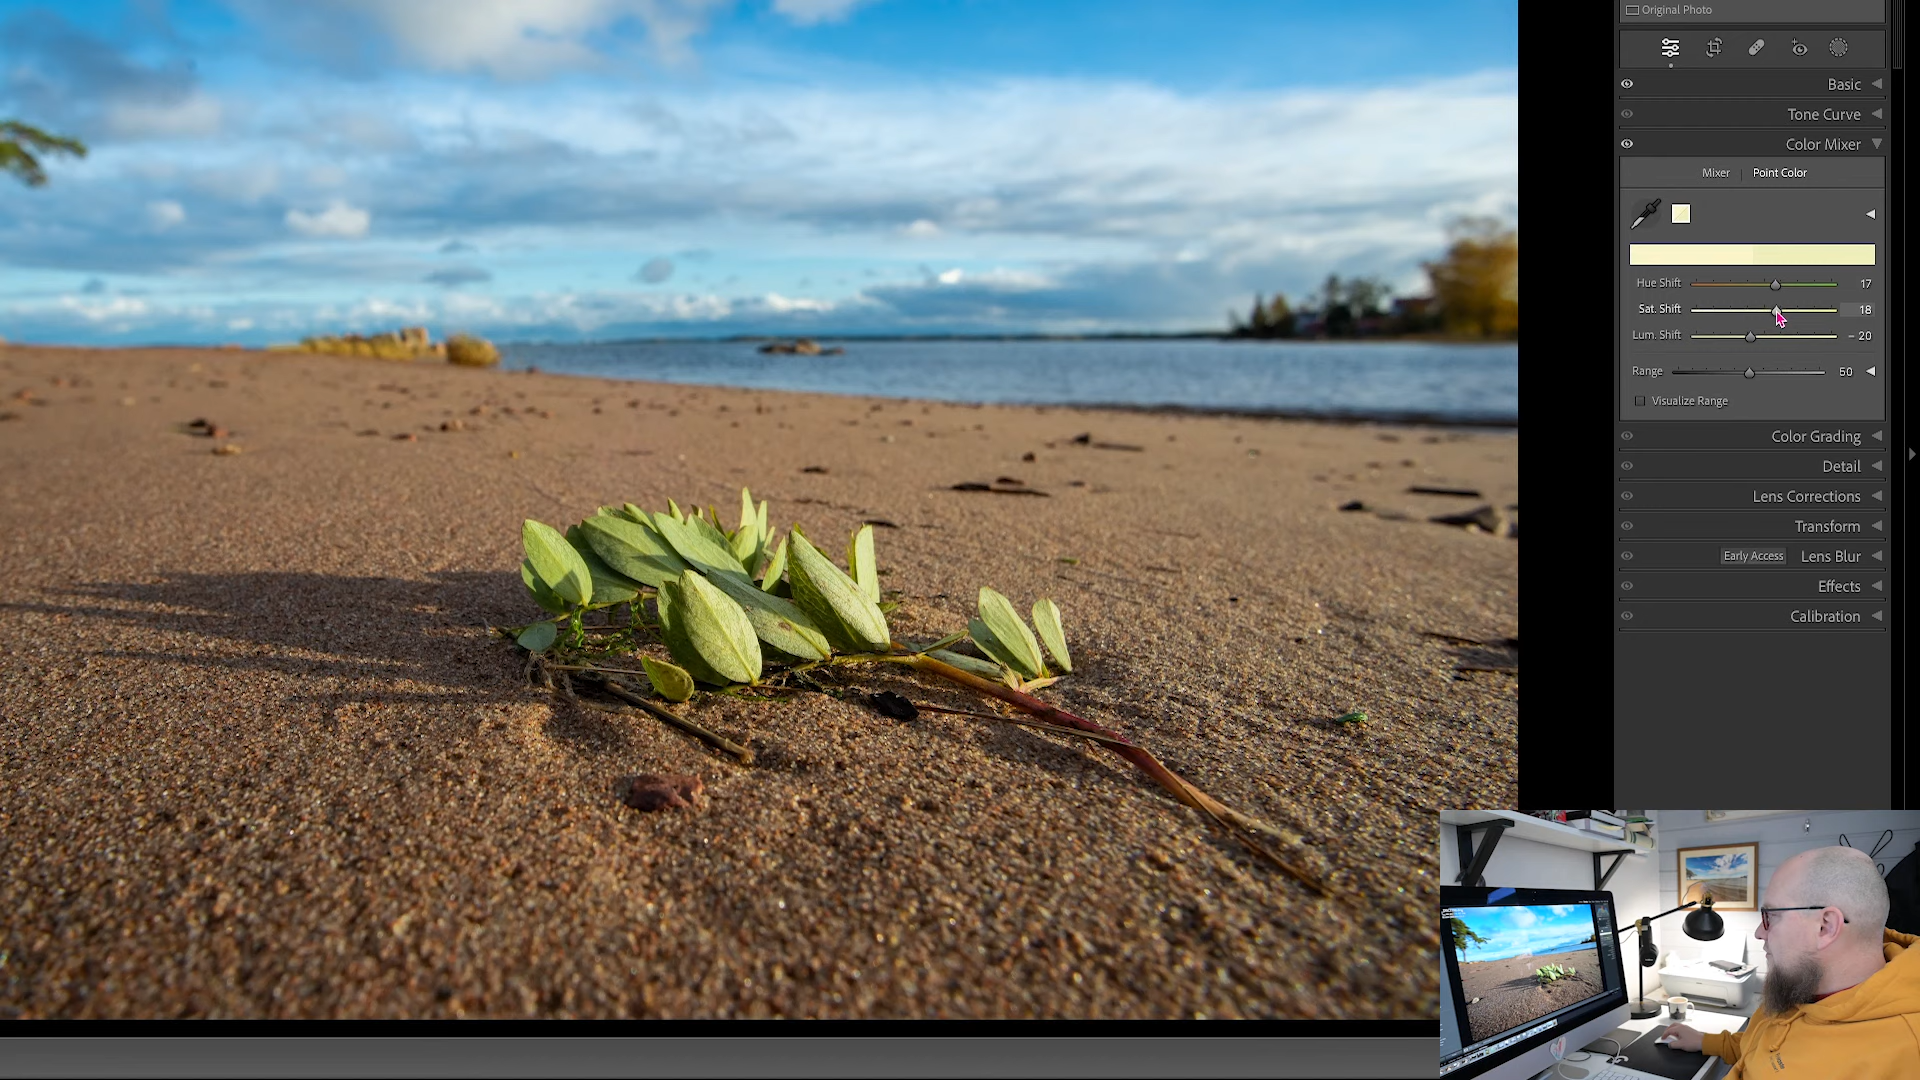 Original Photo
Basic
Tone Curve
Color Mixer
Mixer | Point Color
Hue Shift 17
Sat. Shift 18
Lum. Shift – 20
Range 50
Visualize Range
Color Grading
Detail
Lens Corrections
Transform
Early Access Lens Blur
Effects
Calibration